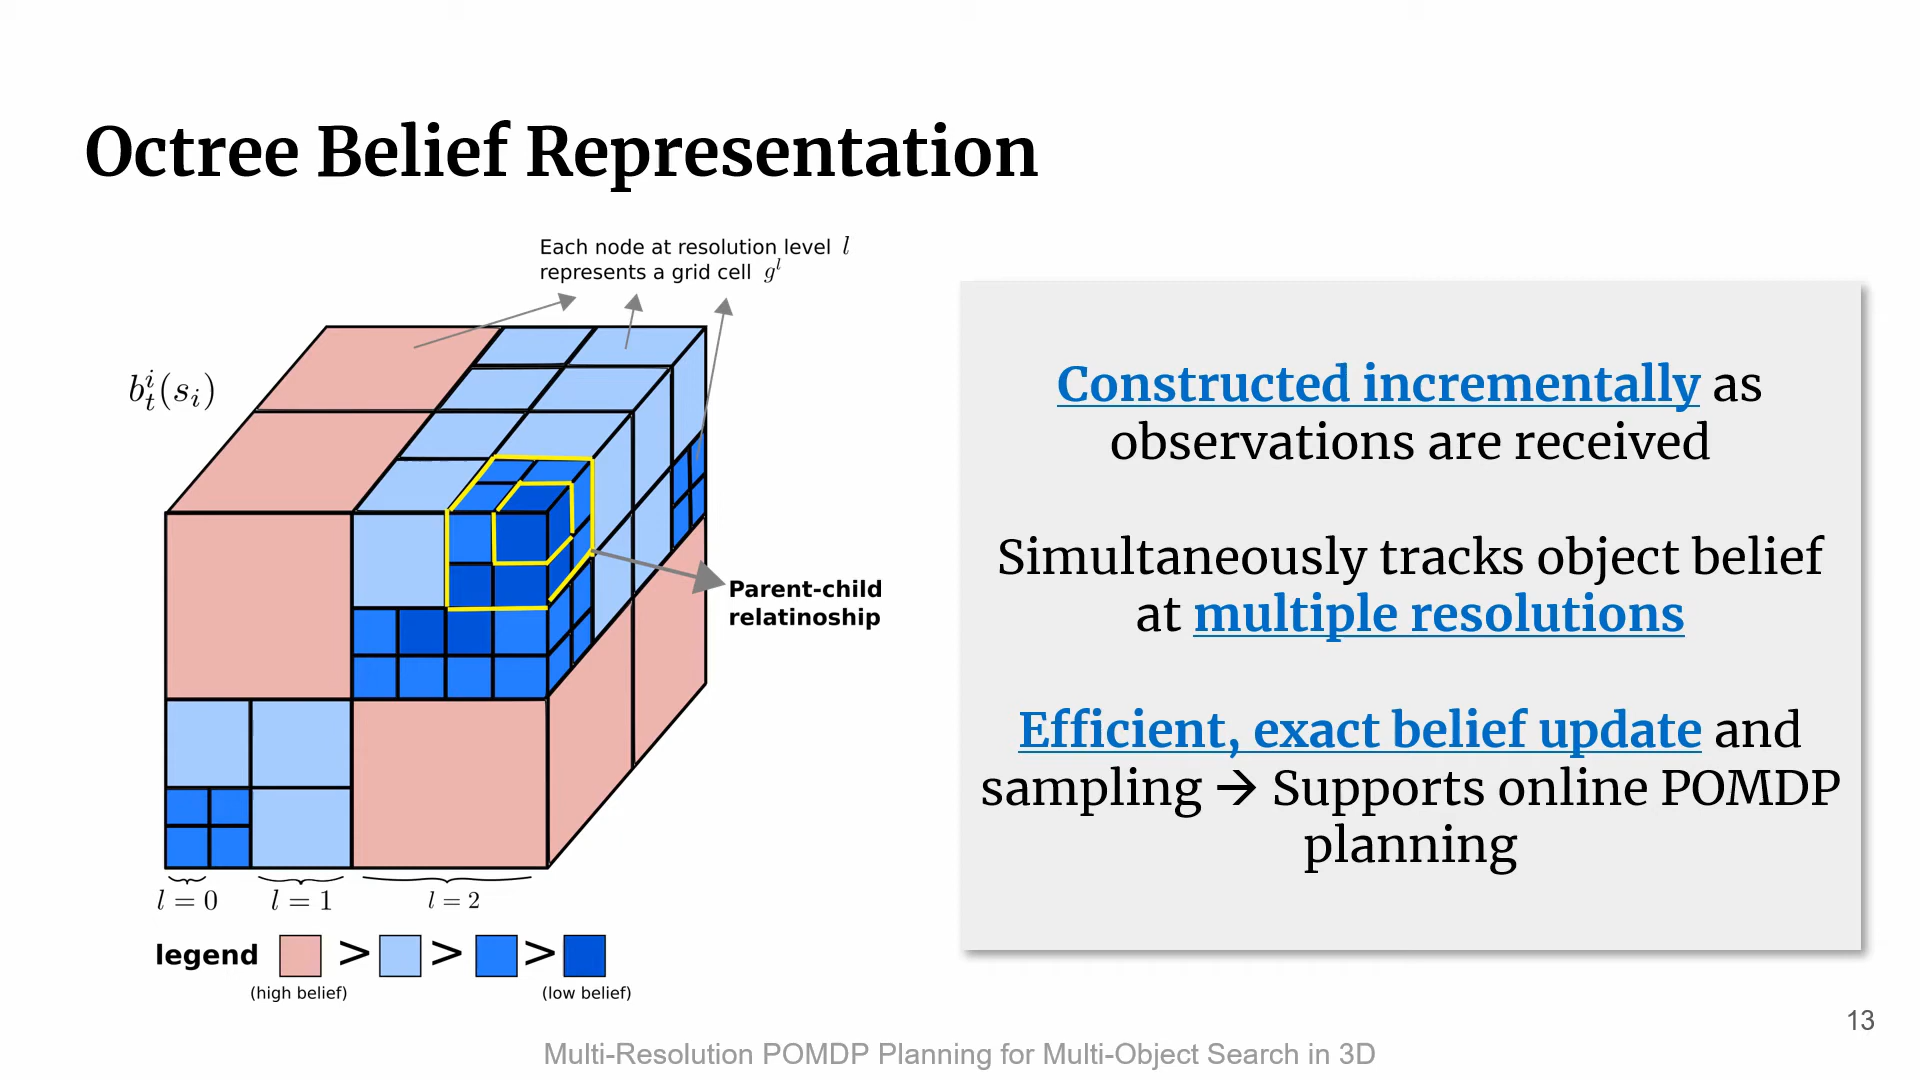 Octree Belief Representation
Each node at resolution level l
represents a grid cell g^l
b_t^i(s_i)
Parent-child
relatinoship
l = 0
l = 1
l = 2
legend > > >
(high belief)
(low belief)
Constructed incrementally as
observations are received
Simultaneously tracks object belief
at multiple resolutions
Efficient, exact belief update and
sampling → Supports online POMDP
planning
13
Multi-Resolution POMDP Planning for Multi-Object Search in 3D